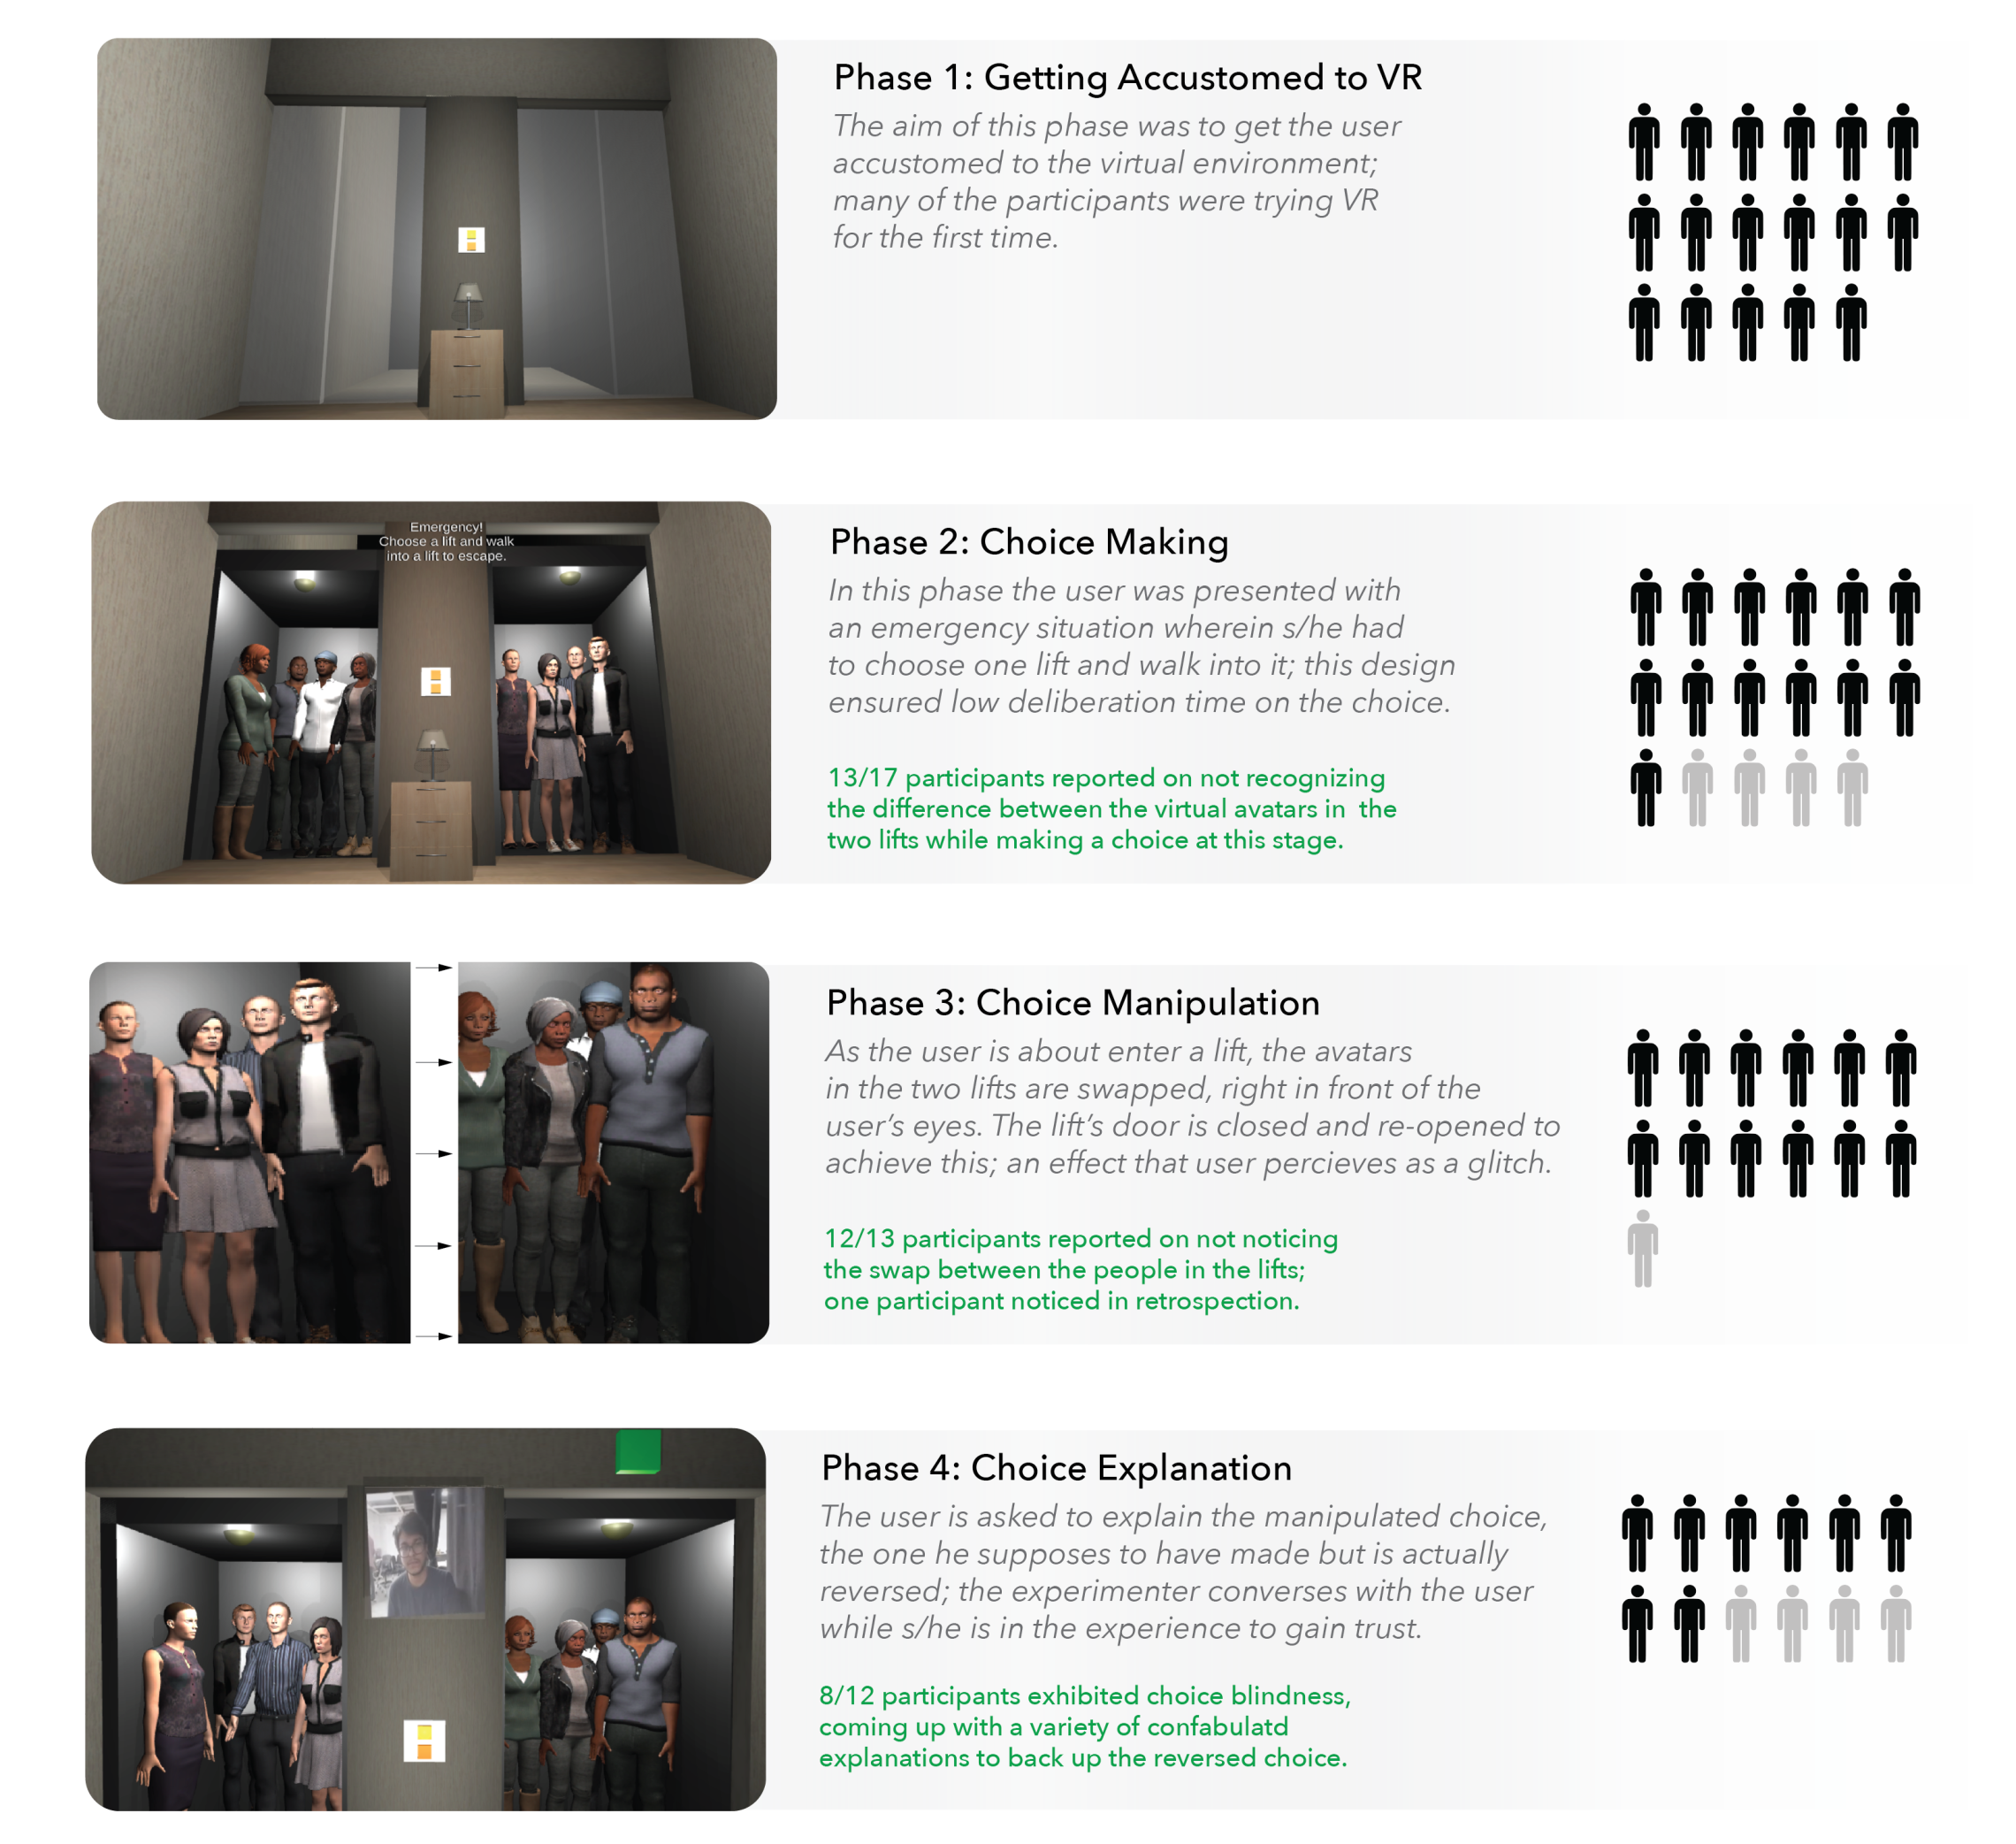 Phase 1: Getting Accustomed to VR
The aim of this phase was to get the user
accustomed to the virtual environment;
many of the participants were trying VR
for the first time.
Emergency!
Choose a lift and walk
into a lift to escape.
Phase 2: Choice Making
In this phase the user was presented with
an emergency situation wherein s/he had
to choose one lift and walk into it; this design
ensured low deliberation time on the choice.
13/17 participants reported on not recognizing
the difference between the virtual avatars in the
two lifts while making a choice at this stage.
Phase 3: Choice Manipulation
As the user is about enter a lift, the avatars
in the two lifts are swapped, right in front of the
user's eyes. The lift's door is closed and re-opened to
achieve this; an effect that user percieves as a glitch.
12/13 participants reported on not noticing
the swap between the people in the lifts;
one participant noticed in retrospection.
Phase 4: Choice Explanation
The user is asked to explain the manipulated choice,
the one he supposes to have made but is actually
reversed; the experimenter converses with the user
while s/he is in the experience to gain trust.
8/12 participants exhibited choice blindness,
coming up with a variety of confabulatd
explanations to back up the reversed choice.